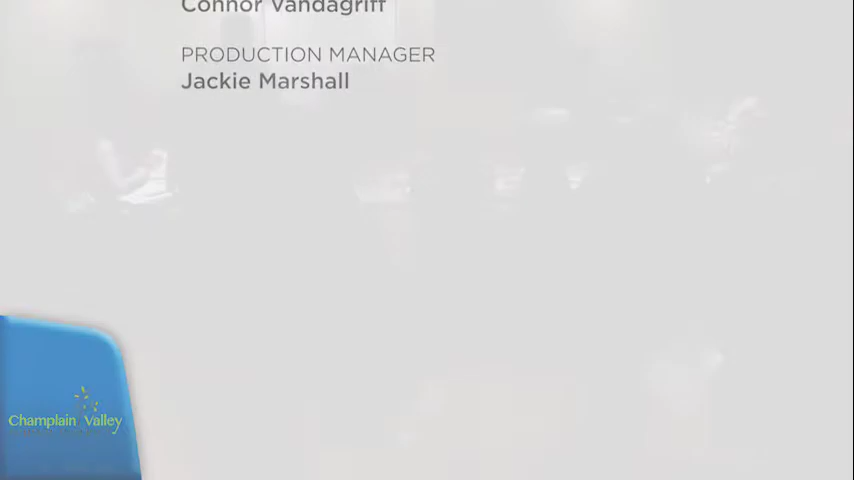 Connor Vandagriff
PRODUCTION MANAGER
Jackie Marshall
Champlain Valley